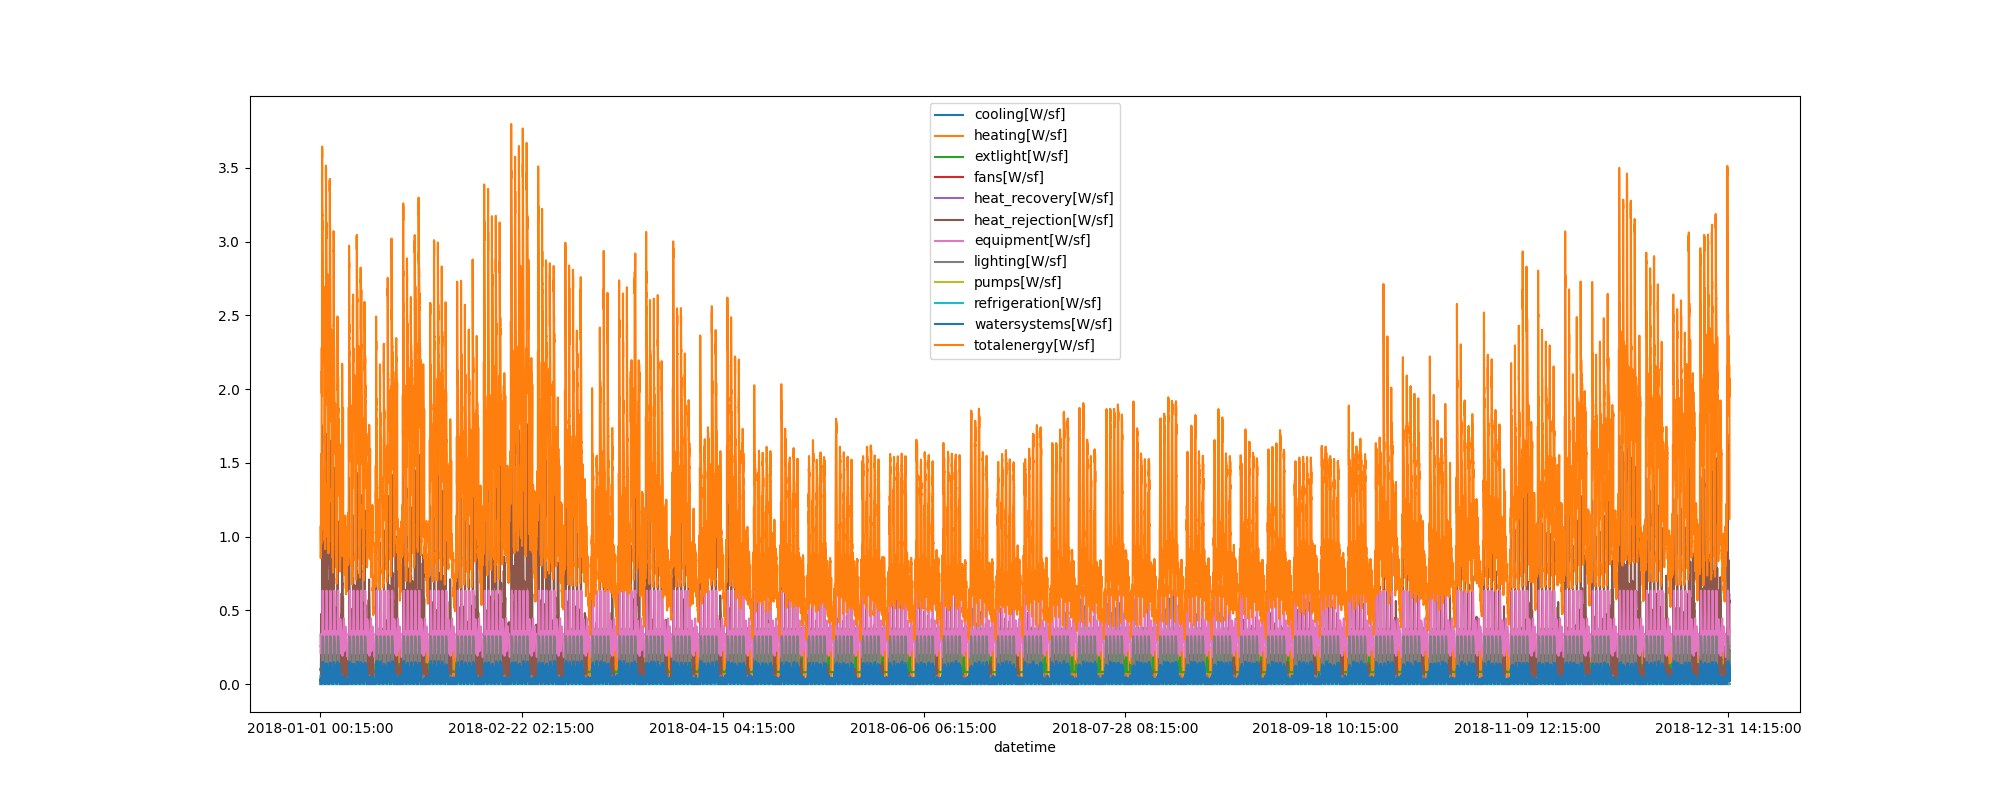 cooling[W/sf]
heating[W/sf]
extlight[W/sf]
fans[W/sf]
heat_recovery[W/sf]
heat_rejection[W/sf]
equipment[W/sf]
lighting[W/sf]
pumps[W/sf]
refrigeration[W/sf]
watersystems[W/sf]
totalenergy[W/sf]
3.5
3.0
2.5
2.0
1.5
1.0
0.5
0.0
2018-01-01 00:15:00 2018-02-22 02:15:00 2018-04-15 04:15:00 2018-06-06 06:15:00 2018-07-28 08:15:00 2018-09-18 10:15:00 2018-11-09 12:15:00 2018-12-31 14:15:00
datetime